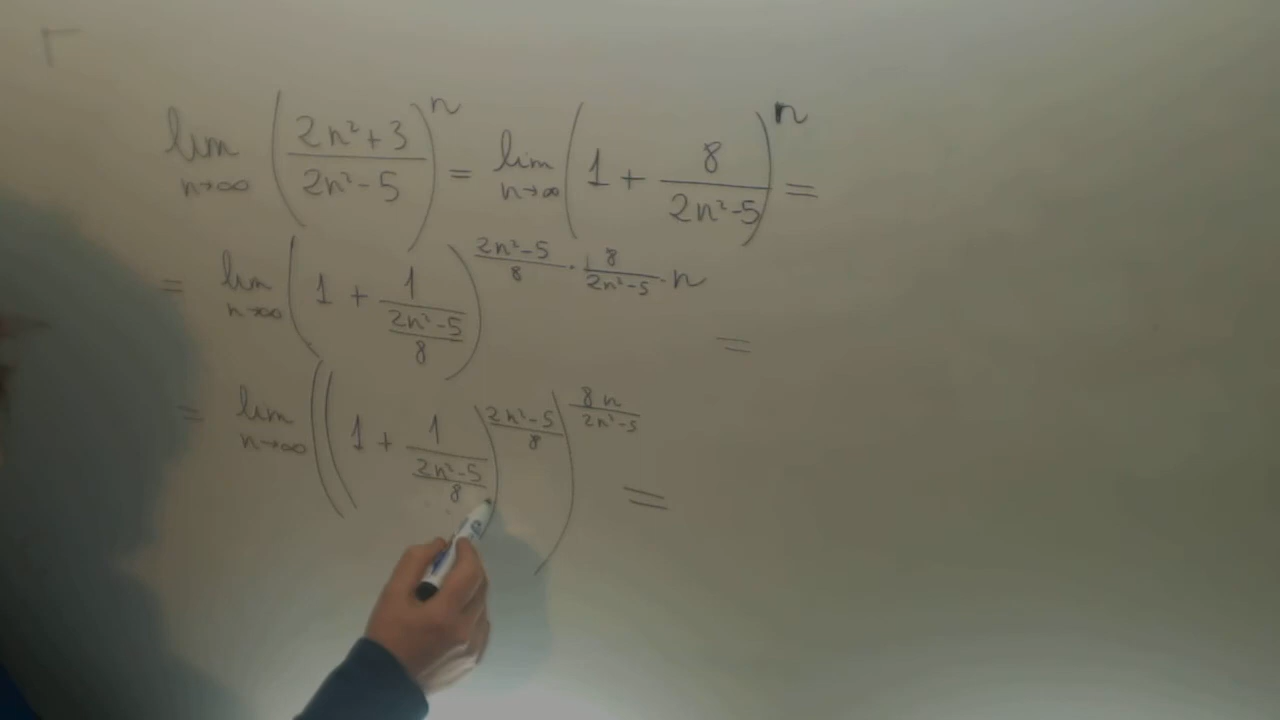 lim n→∞ ((2n²+3)/(2n²-5))^n = lim n→∞ (1 + 8/(2n²-5))^n =
= lim n→∞ (1 + 1/((2n²-5)/8))^((2n²-5)/8 · 8/(2n²-5) · n) =
= lim n→∞ ((1 + 1/((2n²-5)/8))^((2n²-5)/8))^(8n/(2n²-5)) =